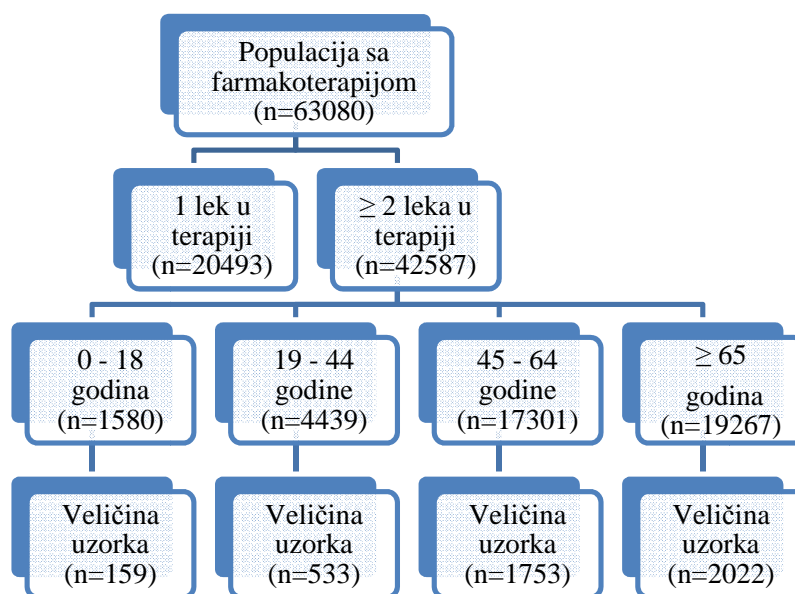 Populacija sa
farmakoterapijom
(n=63080)
1 lek u
terapiji
(n=20493)
≥ 2 leka u
terapiji
(n=42587)
0 - 18
godina
(n=1580)
19 - 44
godine
(n=4439)
45 - 64
godine
(n=17301)
≥ 65
godina
(n=19267)
Veličina
uzorka
(n=159)
Veličina
uzorka
(n=533)
Veličina
uzorka
(n=1753)
Veličina
uzorka
(n=2022)